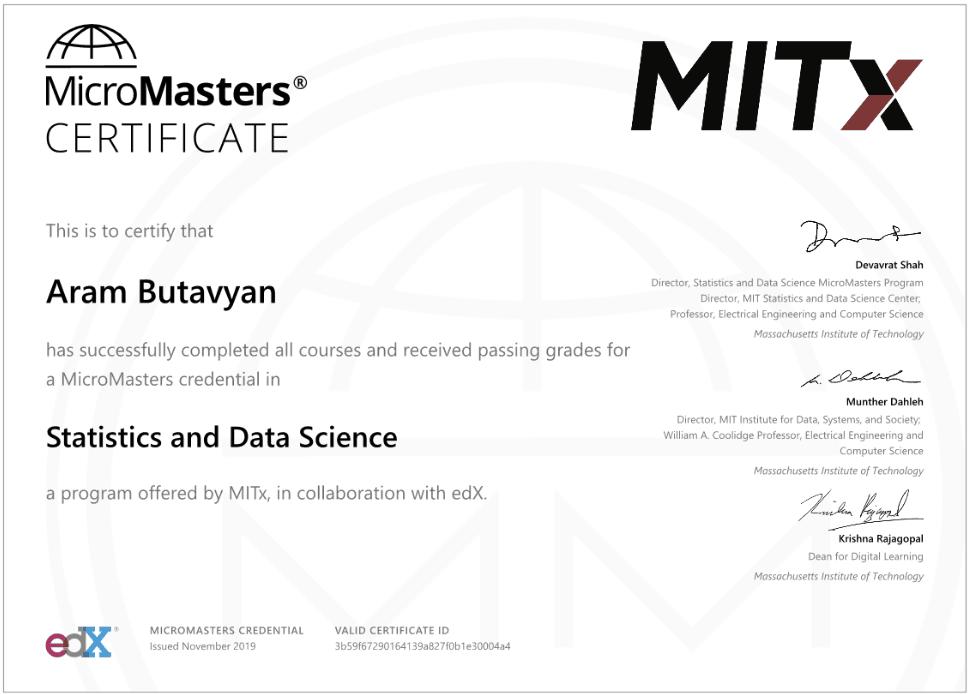 MicroMasters®
CERTIFICATE
MITx
This is to certify that
Aram Butavyan
has successfully completed all courses and received passing grades for
a MicroMasters credential in
Statistics and Data Science
a program offered by MITx, in collaboration with edX.
Devavrat Shah
Director, Statistics and Data Science MicroMasters Program
Director, MIT Statistics and Data Science Center;
Professor, Electrical Engineering and Computer Science
Massachusetts Institute of Technology
Munther Dahleh
Director, MIT Institute for Data, Systems, and Society;
William A. Coolidge Professor, Electrical Engineering and
Computer Science
Massachusetts Institute of Technology
Krishna Rajagopal
Dean for Digital Learning
Massachusetts Institute of Technology
edX®
MICROMASTERS CREDENTIAL
Issued November 2019
VALID CERTIFICATE ID
3b59f67290164139a827f0b1e30004a4